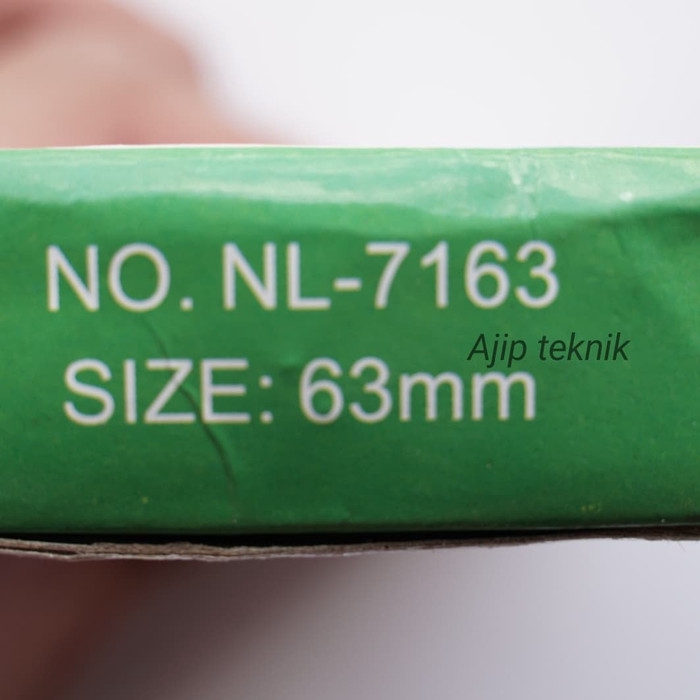 NO. NL-7163
Ajip teknik
SIZE: 63mm